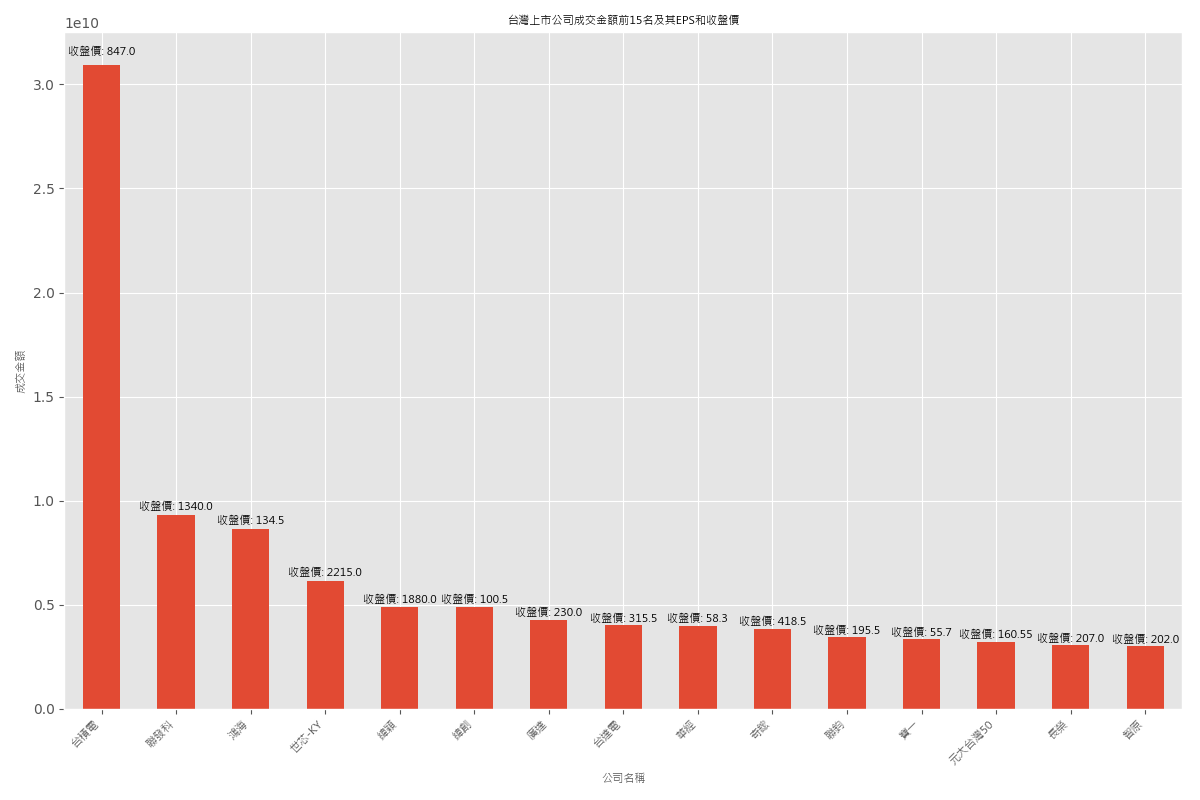 台灣上市公司成交金額前15名及其EPS和收盤價
1e10
3.0
2.5
2.0
1.5
1.0
0.5
0.0
成交金額
收盤價: 847.0
收盤價: 1340.0
收盤價: 134.5
收盤價: 2215.0
收盤價: 1880.0
收盤價: 100.5
收盤價: 230.0
收盤價: 315.5
收盤價: 58.3
收盤價: 418.5
收盤價: 195.5
收盤價: 55.7
收盤價: 160.55
收盤價: 207.0
收盤價: 202.0
台積電
聯發科
鴻海
世芯-KY
緯穎
緯創
廣達
台達電
華經
奇鋐
聯鈞
寶一
元大台灣50
長榮
智原
公司名稱